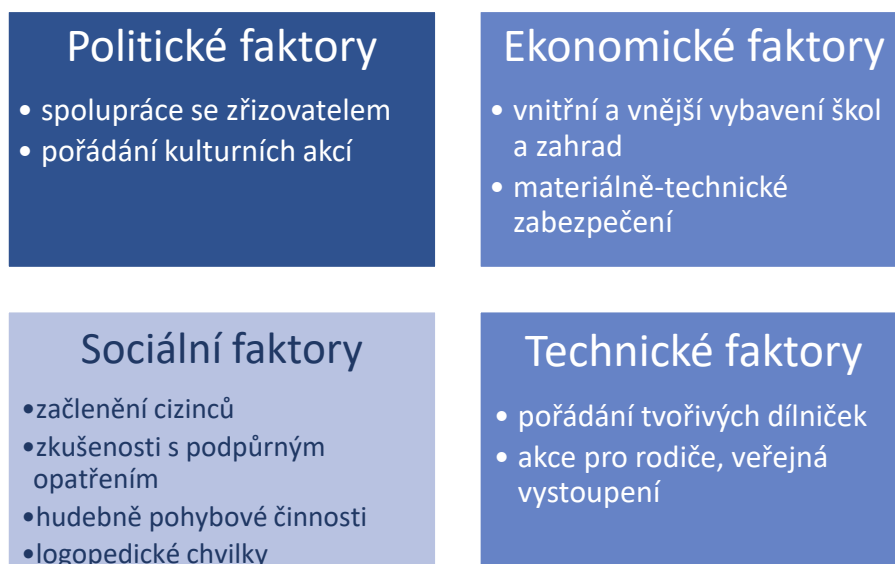 Politické faktory
• spolupráce se zřizovatelem
• pořádání kulturních akcí
Ekonomické faktory
• vnitřní a vnější vybavení škol
a zahrad
• materiálně-technické
zabezpečení
Sociální faktory
•začlenění cizinců
•zkušenosti s podpůrným
opatřením
•hudebně pohybové činnosti
•logopedické chvilky
Technické faktory
• pořádání tvořivých dílniček
• akce pro rodiče, veřejná
vystoupení